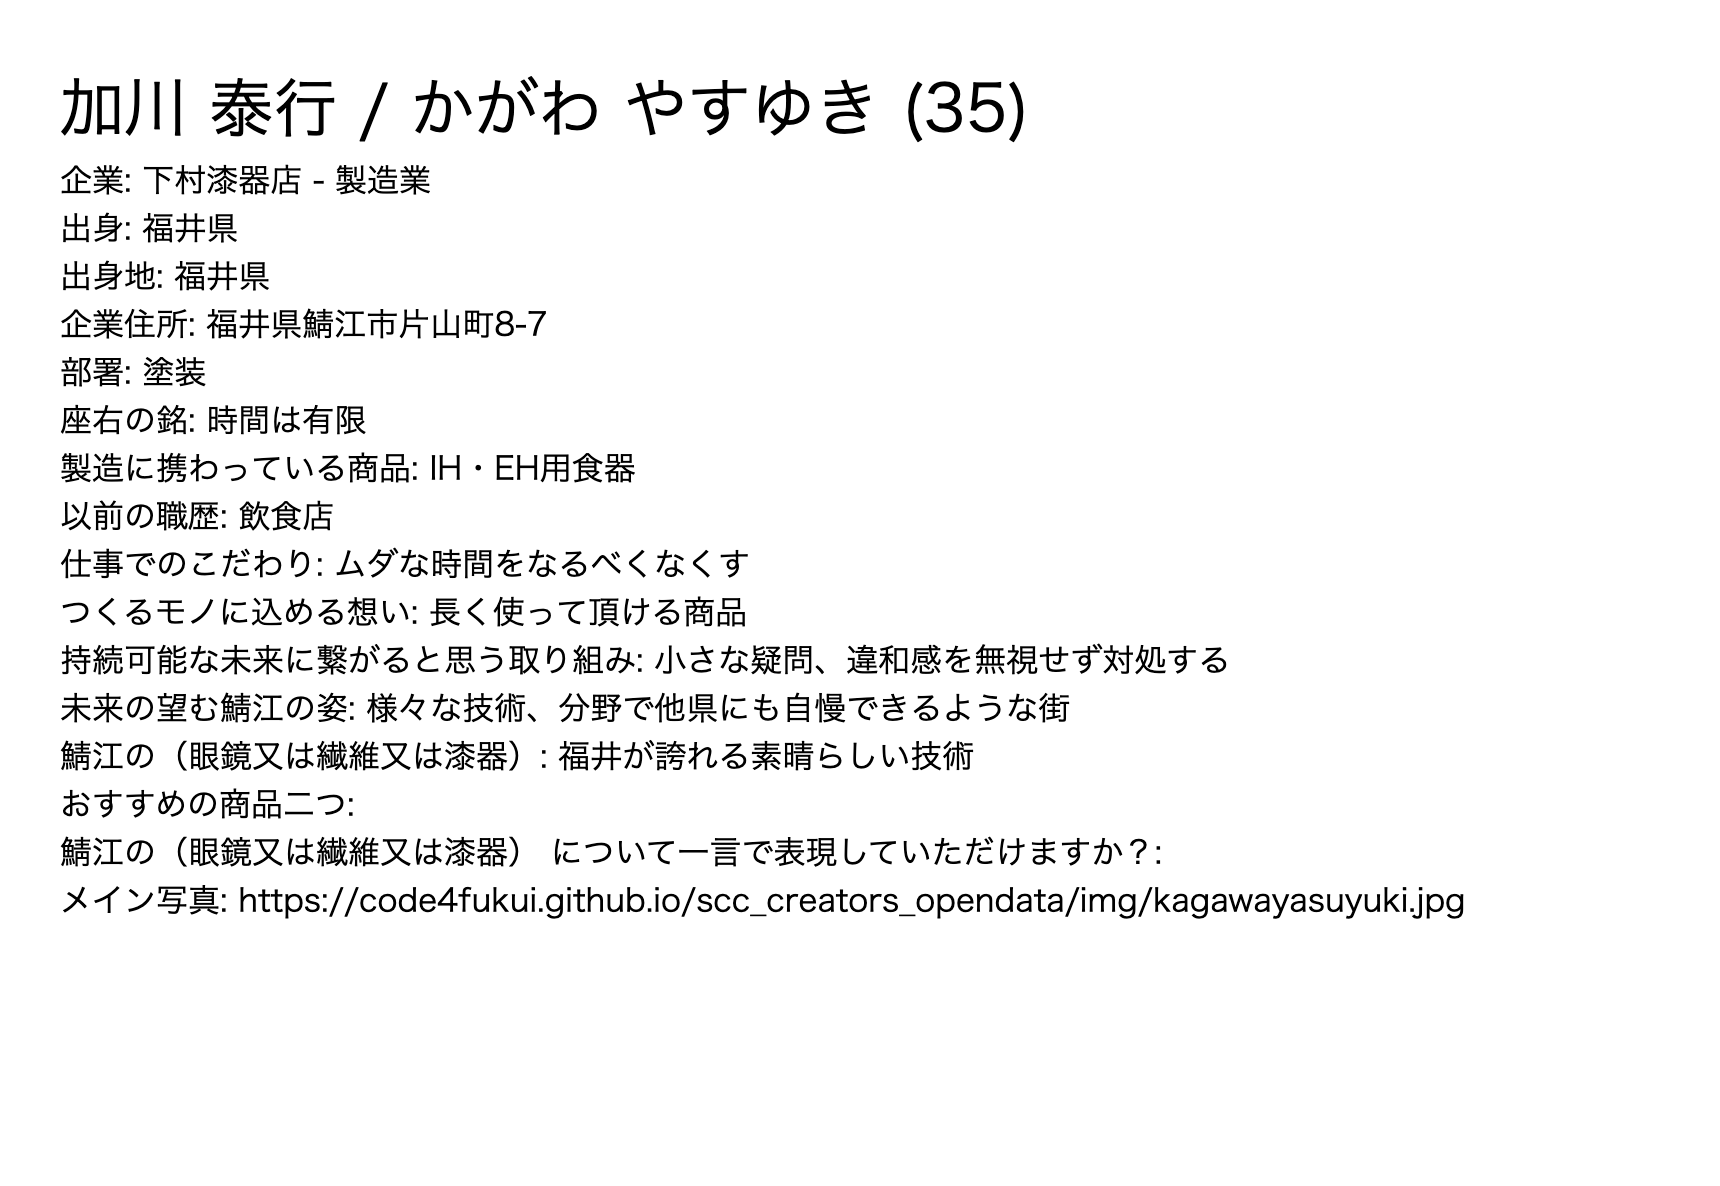 加川 泰行 / かがわ やすゆき (35)
企業: 下村漆器店 - 製造業
出身: 福井県
出身地: 福井県
企業住所: 福井県鯖江市片山町8-7
部署: 塗装
座右の銘: 時間は有限
製造に携わっている商品: IH・EH用食器
以前の職歴: 飲食店
仕事でのこだわり: ムダな時間をなるべくなくす
つくるモノに込める想い: 長く使って頂ける商品
持続可能な未来に繋がると思う取り組み: 小さな疑問、違和感を無視せず対処する
未来の望む鯖江の姿: 様々な技術、分野で他県にも自慢できるような街
鯖江の（眼鏡又は繊維又は漆器）: 福井が誇れる素晴らしい技術
おすすめの商品二つ:
鯖江の（眼鏡又は繊維又は漆器） について一言で表現していただけますか？:
メイン写真: https://code4fukui.github.io/scc_creators_opendata/img/kagawayasuyuki.jpg